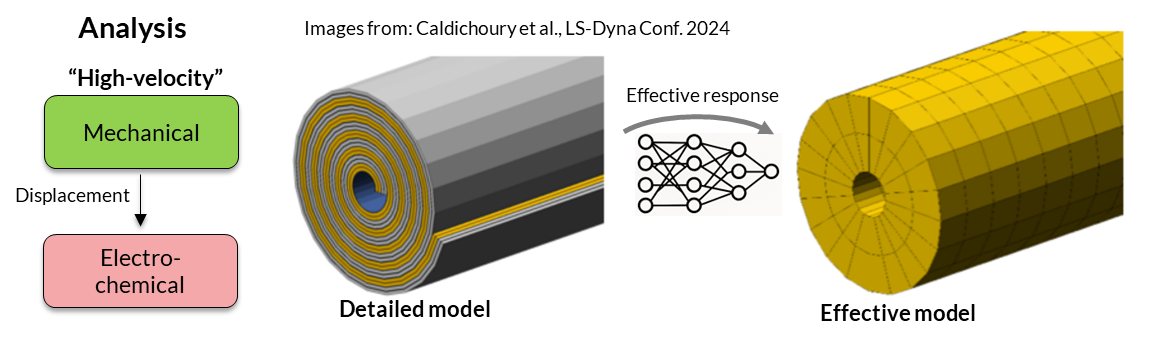 Analysis
Images from: Caldichoury et al., LS-Dyna Conf. 2024
“High-velocity”
Mechanical
Displacement
Electro-
chemical
Effective response
Detailed model
Effective model